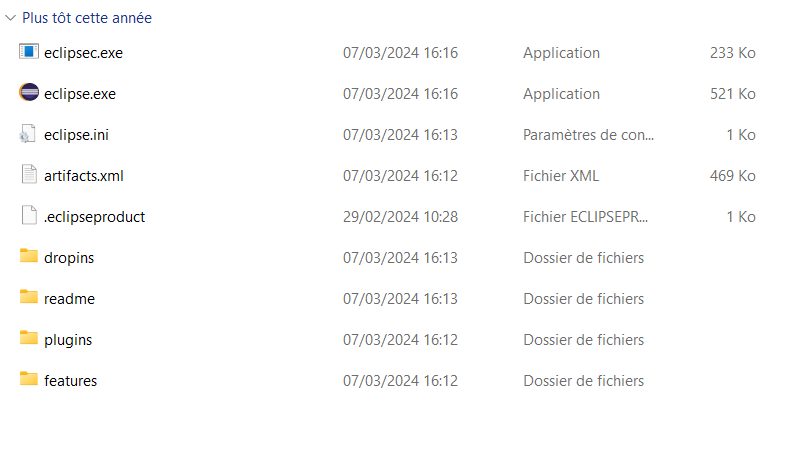 Plus tôt cette année
eclipsec.exe 07/03/2024 16:16 Application 233 Ko
eclipse.exe 07/03/2024 16:16 Application 521 Ko
eclipse.ini 07/03/2024 16:13 Paramètres de con... 1 Ko
artifacts.xml 07/03/2024 16:12 Fichier XML 469 Ko
.eclipseproduct 29/02/2024 10:28 Fichier ECLIPSEPR... 1 Ko
dropins 07/03/2024 16:13 Dossier de fichiers
readme 07/03/2024 16:13 Dossier de fichiers
plugins 07/03/2024 16:12 Dossier de fichiers
features 07/03/2024 16:12 Dossier de fichiers